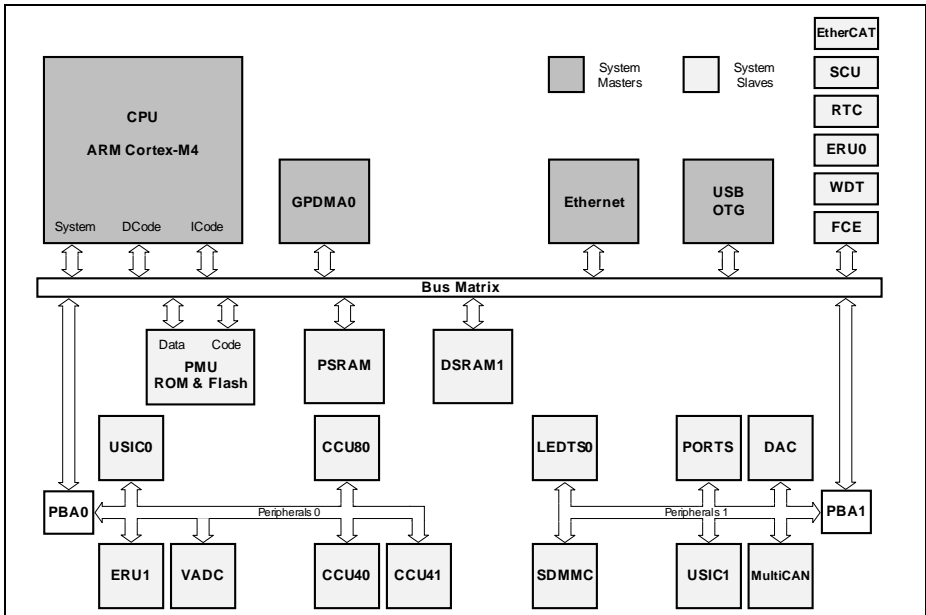 EtherCAT
CPU
ARM Cortex-M4
System
Masters
System
Slaves
SCU
RTC
ERU0
WDT
FCE
GPDMA0
Ethernet
USB
OTG
System DCode ICode
Bus Matrix
Data Code
PMU
ROM & Flash
PSRAM
DSRAM1
USIC0
CCU80
LEDTS0
PORTS
DAC
PBA0
Peripherals 0
Peripherals 1
PBA1
ERU1
VADC
CCU40
CCU41
SDMMC
USIC1
MultiCAN